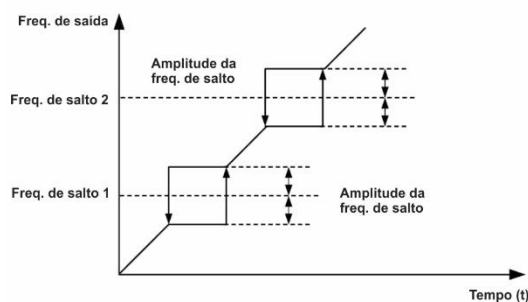 Freq. de saída
Amplitude da
freq. de salto
Freq. de salto 2
Freq. de salto 1
Amplitude da
freq. de salto
Tempo (t)